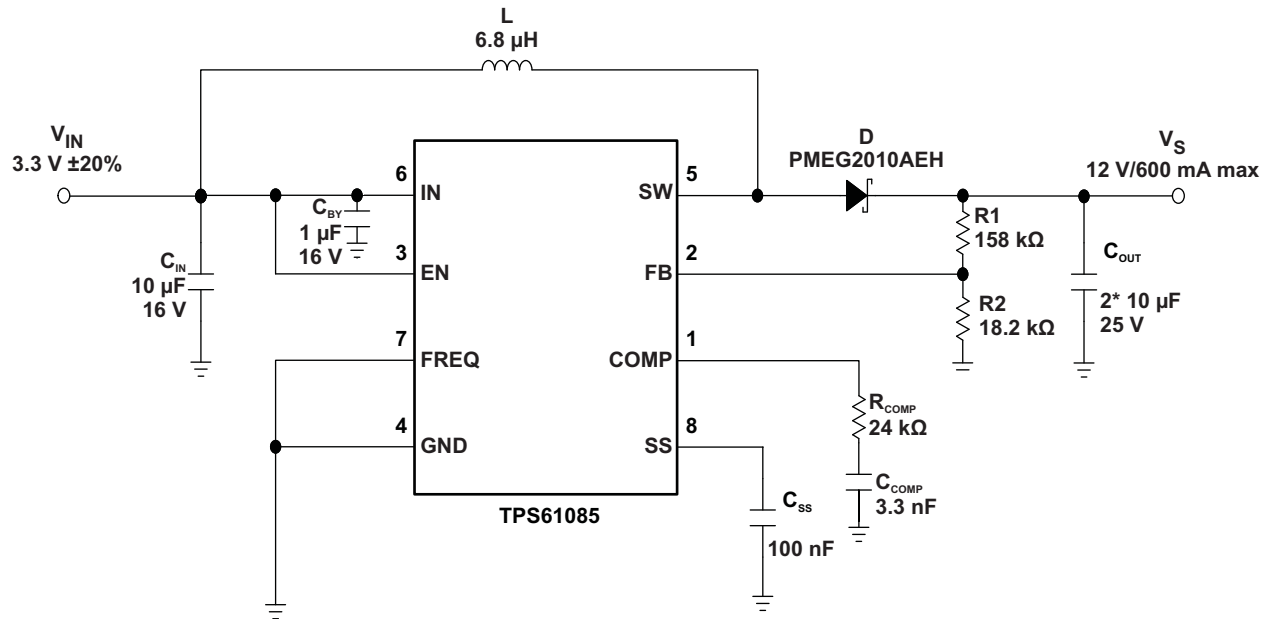 L
6.8 µH
V_IN
3.3 V ±20%
D
PMEG2010AEH
V_S
12 V/600 mA max
6
IN
SW
5
C_BY
1 µF
16 V
R1
158 kΩ
3
EN
FB
2
C_IN
10 µF
16 V
C_OUT
2* 10 µF
25 V
R2
18.2 kΩ
7
FREQ
COMP
1
R_COMP
24 kΩ
4
GND
SS
8
C_COMP
3.3 nF
C_SS
100 nF
TPS61085